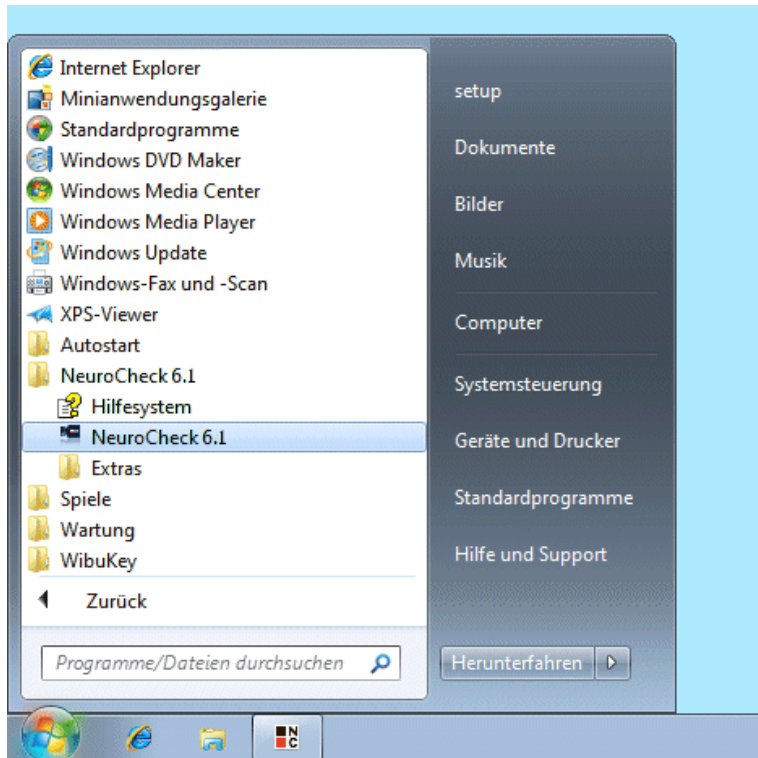 Internet Explorer
Minianwendungsgalerie
Standardprogramme
Windows DVD Maker
Windows Media Center
Windows Media Player
Windows Update
Windows-Fax und -Scan
XPS-Viewer
Autostart
NeuroCheck 6.1
Hilfesystem
NeuroCheck 6.1
Extras
Spiele
Wartung
WibuKey
Zurück
Programme/Dateien durchsuchen
setup
Dokumente
Bilder
Musik
Computer
Systemsteuerung
Geräte und Drucker
Standardprogramme
Hilfe und Support
Herunterfahren
N
C